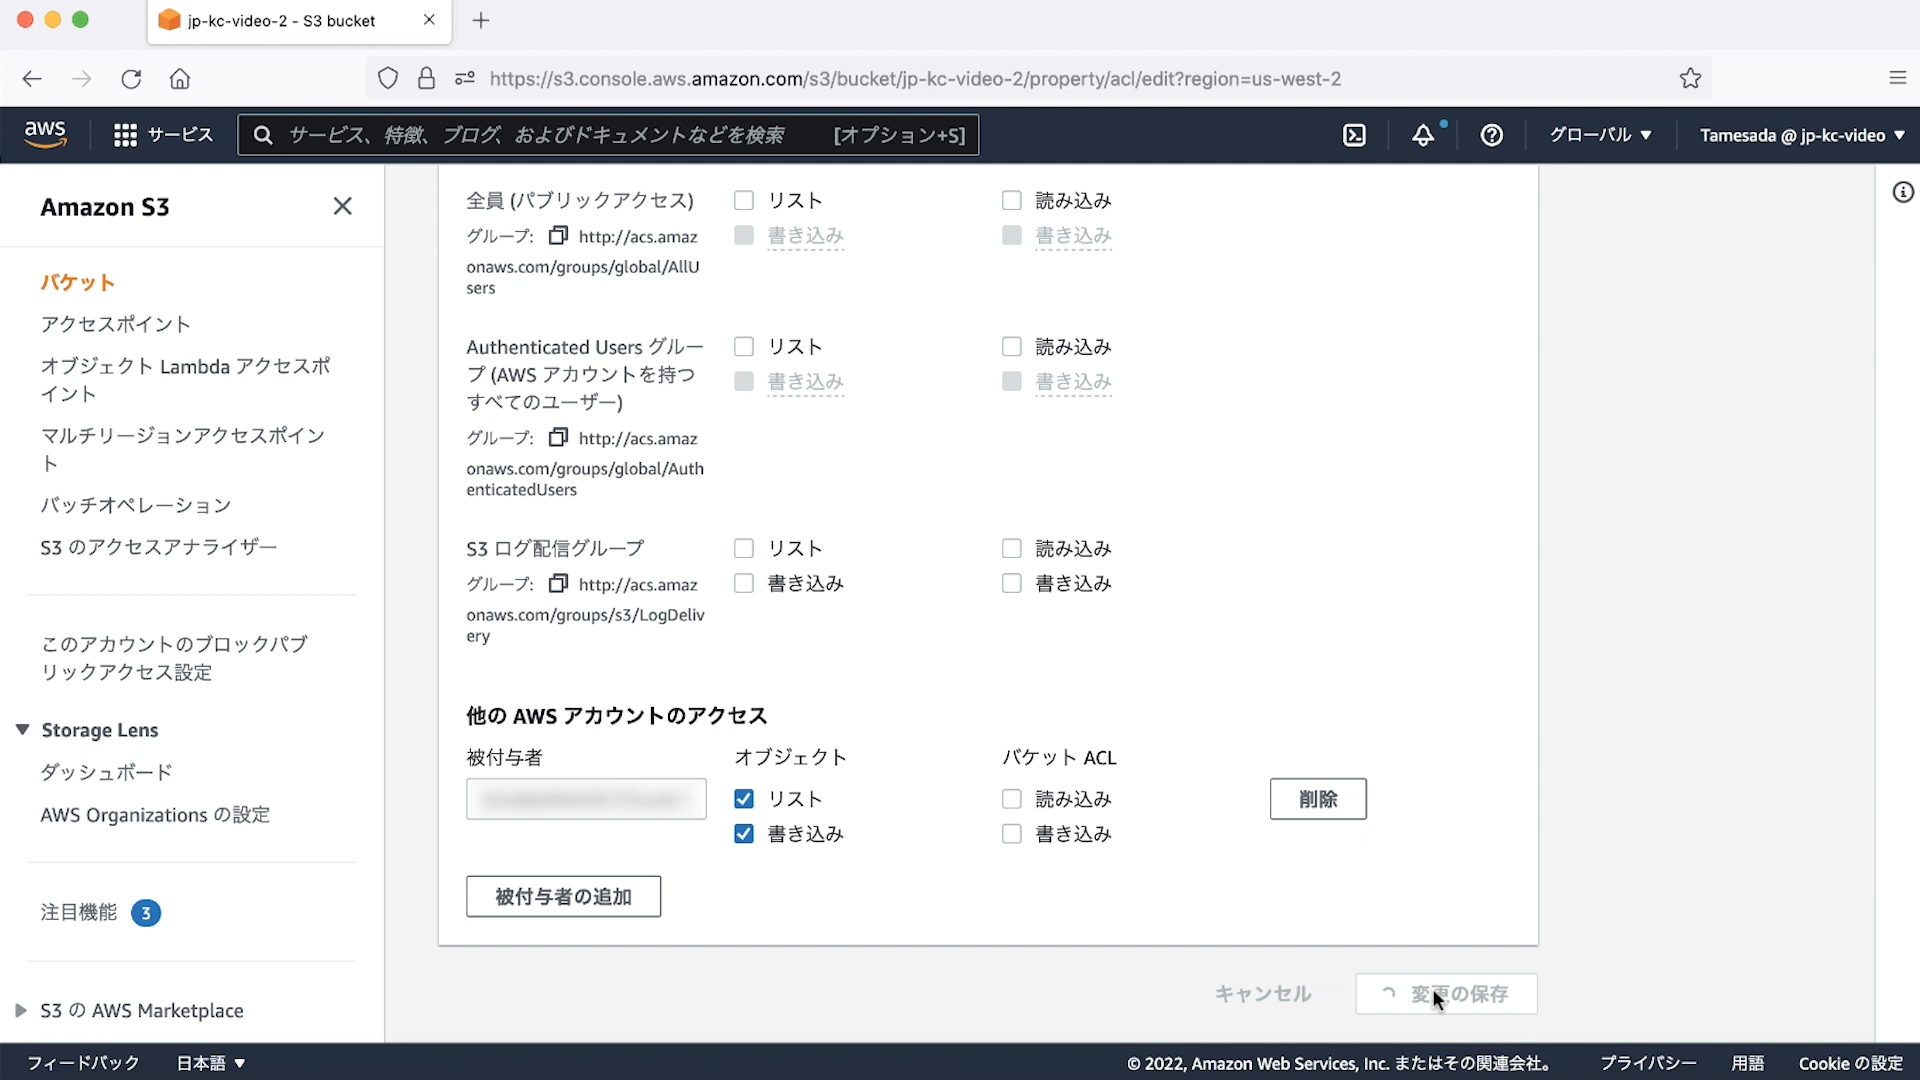 jp-kc-video-2 - S3 bucket
https://s3.console.aws.amazon.com/s3/bucket/jp-kc-video-2/property/acl/edit?region=us-west-2
aws
サービス
サービス、特徴、ブログ、およびドキュメントなどを検索 [オプション+S]
グローバル ▼
Tamesada @ jp-kc-video ▼
Amazon S3
バケット
アクセスポイント
オブジェクト Lambda アクセスポ
イント
マルチリージョンアクセスポイン
ト
バッチオペレーション
S3 のアクセスアナライザー
このアカウントのブロックパブ
リックアクセス設定
Storage Lens
ダッシュボード
AWS Organizations の設定
注目機能 3
S3 の AWS Marketplace
全員 (パブリックアクセス)
グループ: http://acs.amaz
onaws.com/groups/global/AllU
sers
リスト
書き込み
読み込み
書き込み
Authenticated Users グルー
プ (AWS アカウントを持つ
すべてのユーザー)
グループ: http://acs.amaz
onaws.com/groups/global/Auth
enticatedUsers
リスト
書き込み
読み込み
書き込み
S3 ログ配信グループ
グループ: http://acs.amaz
onaws.com/groups/s3/LogDeliv
ery
リスト
書き込み
読み込み
書き込み
他の AWS アカウントのアクセス
被付与者
オブジェクト
バケット ACL
リスト
書き込み
読み込み
書き込み
削除
被付与者の追加
キャンセル
変更の保存
フィードバック
日本語 ▼
© 2022, Amazon Web Services, Inc. またはその関連会社。
プライバシー
用語
Cookie の設定